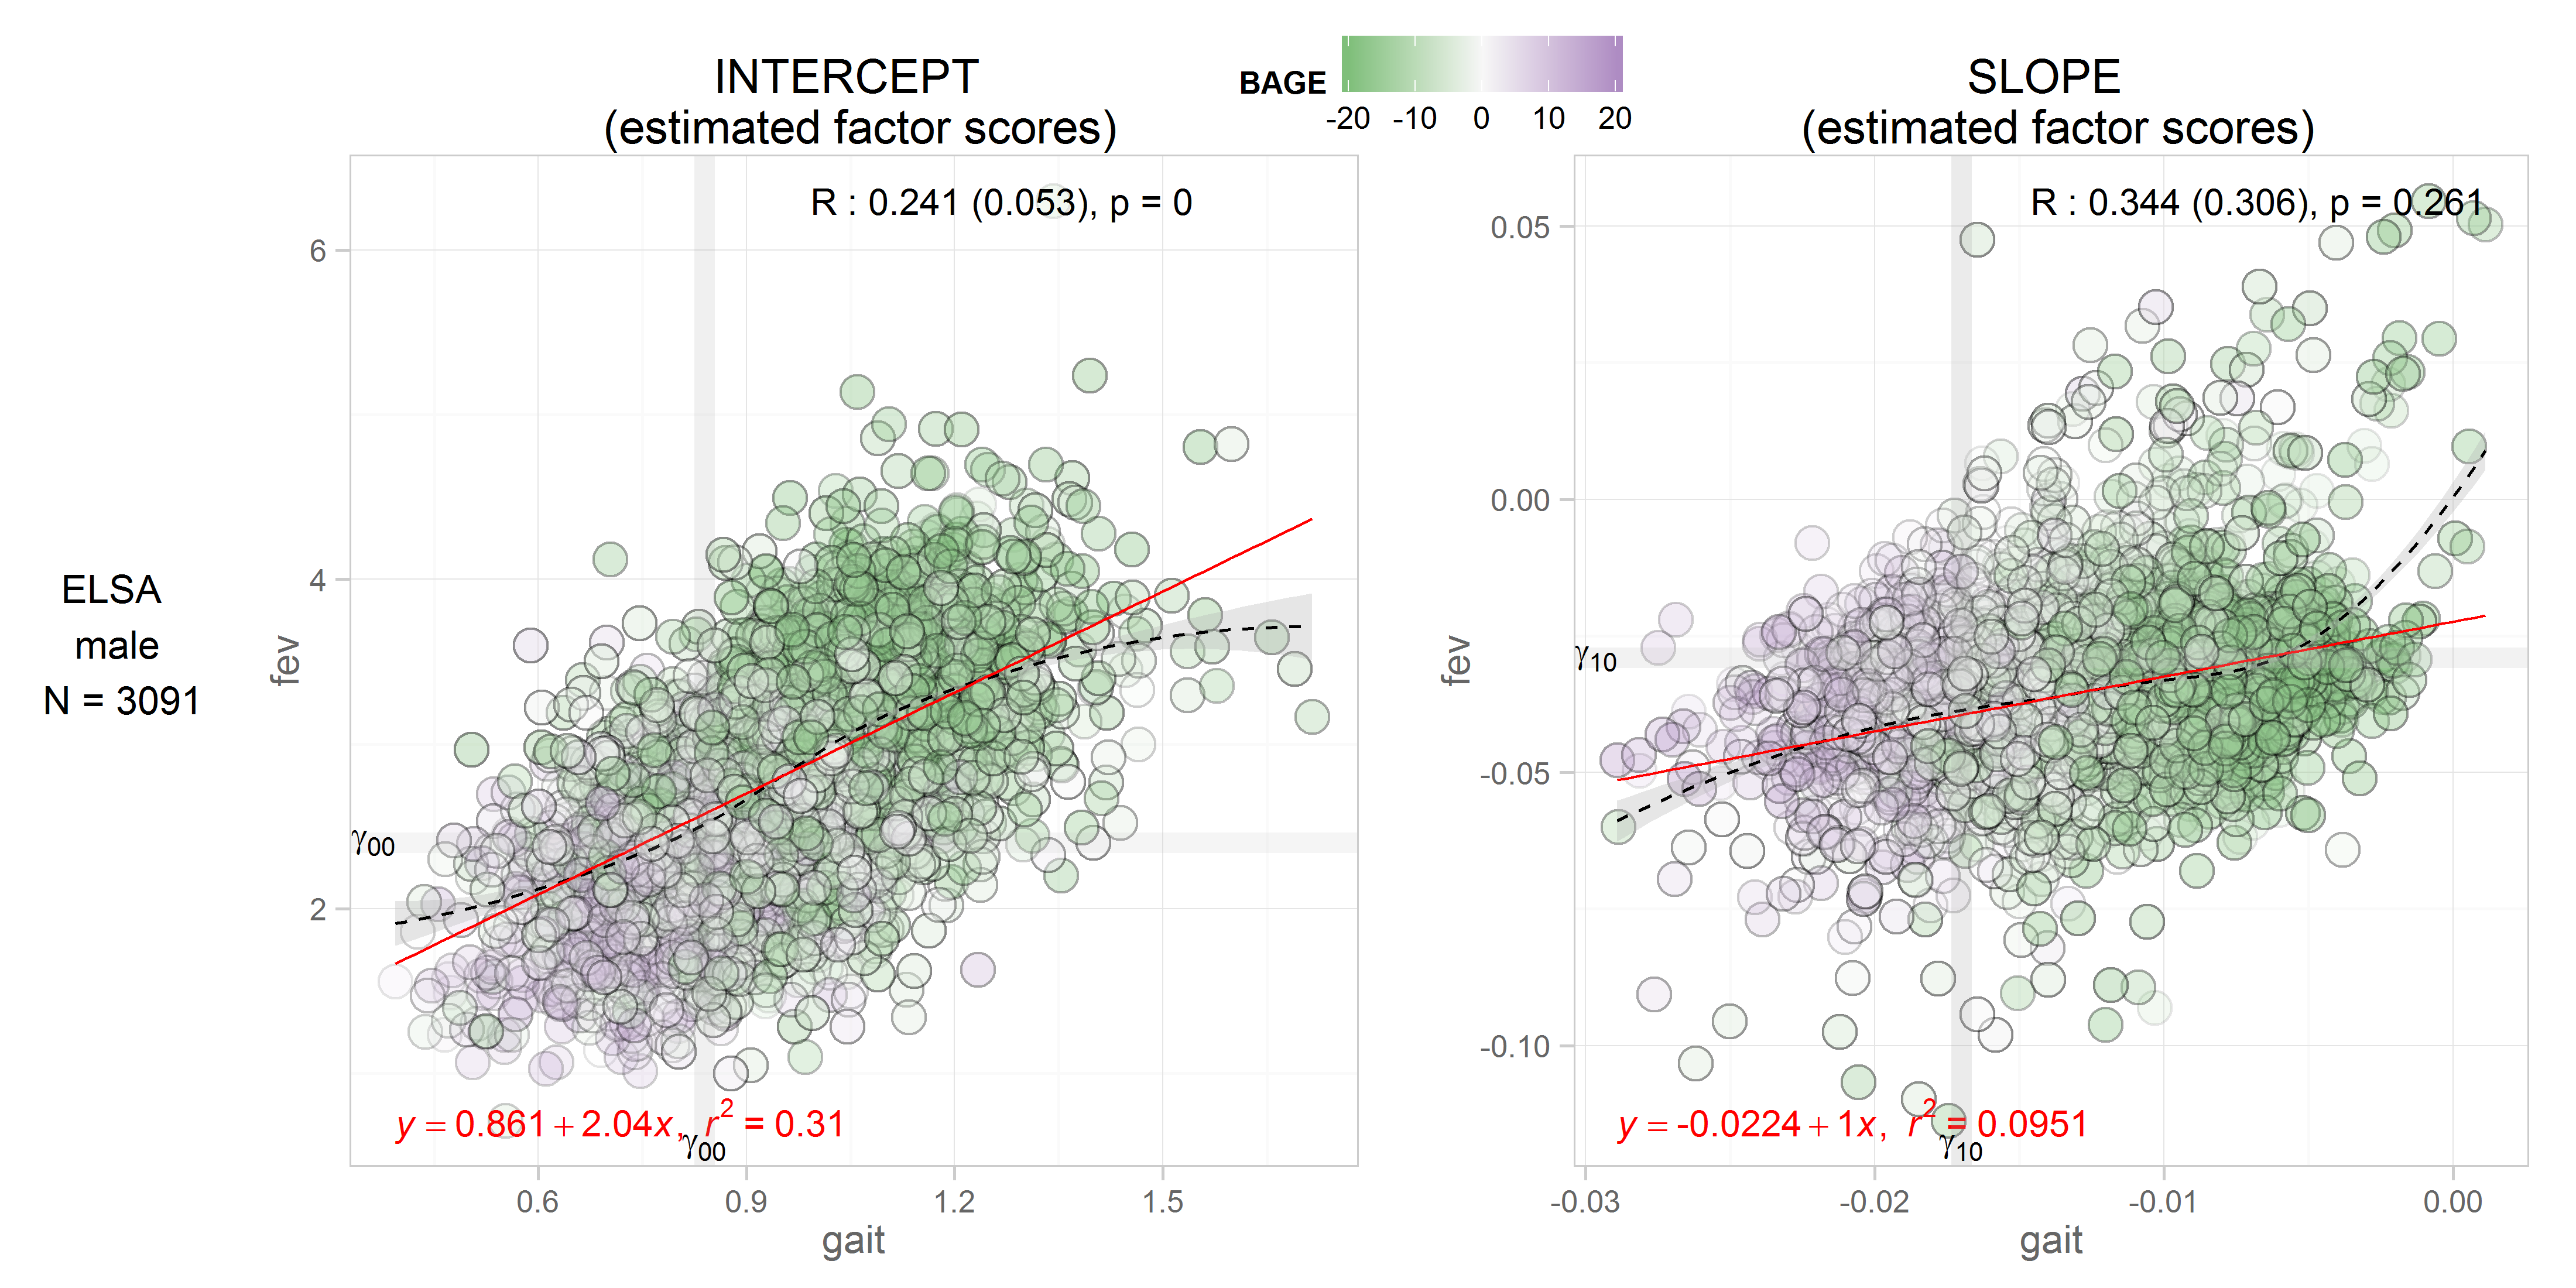 BAGE
-20 -10 0 10 20
INTERCEPT
(estimated factor scores)
SLOPE
(estimated factor scores)
ELSA
male
N = 3091
fev
6
4
2
R : 0.241 (0.053), p = 0
γ00
y = 0.861 + 2.04x, r² = 0.31
γ00
0.6 0.9 1.2 1.5
gait
fev
0.05
0.00
-0.05
-0.10
R : 0.344 (0.306), p = 0.261
γ10
y = -0.0224 + 1x, r² = 0.0951
γ10
-0.03 -0.02 -0.01 0.00
gait